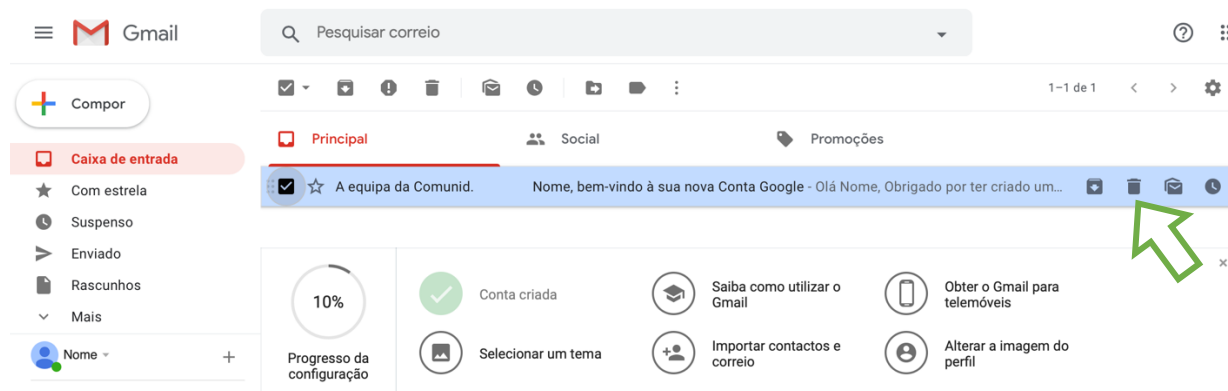 Gmail
Pesquisar correio
Compor
1–1 de 1
Caixa de entrada
Com estrela
Suspenso
Enviado
Rascunhos
Mais
Nome
Principal
Social
Promoções
A equipa da Comunid. Nome, bem-vindo à sua nova Conta Google - Olá Nome, Obrigado por ter criado um...
10%
Progresso da
configuração
Conta criada
Saiba como utilizar o
Gmail
Obter o Gmail para
telemóveis
Selecionar um tema
Importar contactos e
correio
Alterar a imagem do
perfil